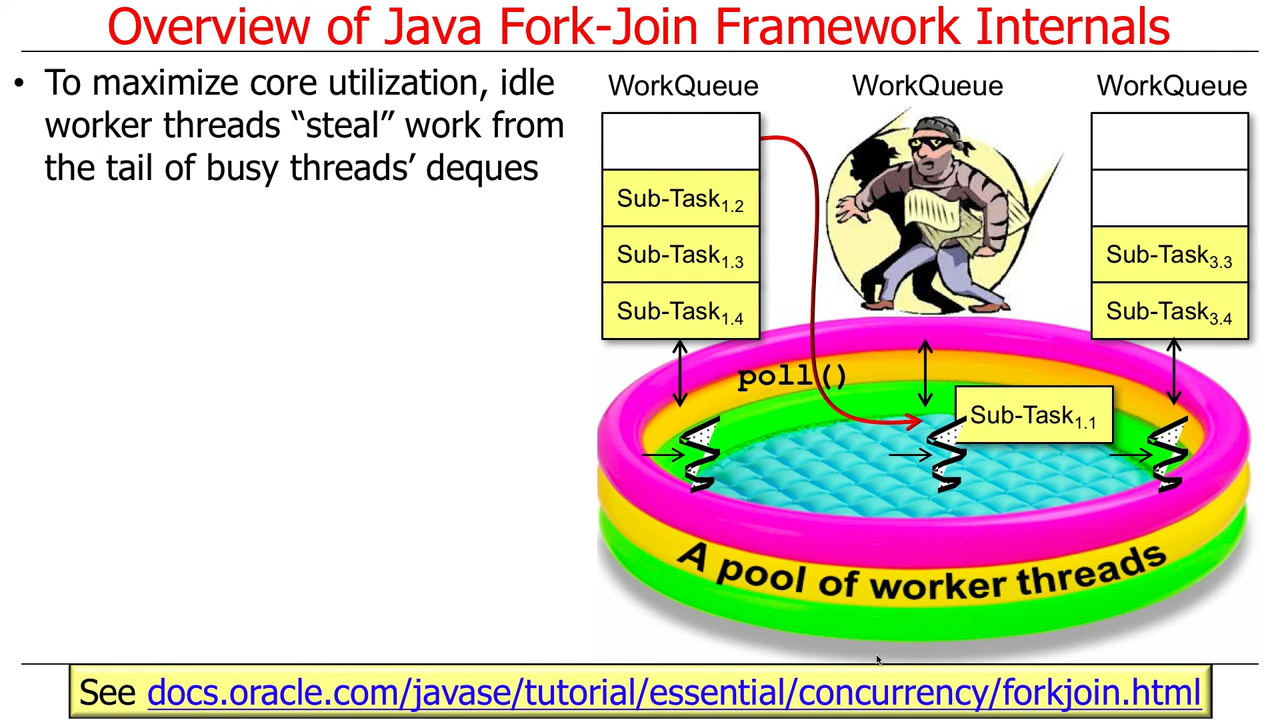 Overview of Java Fork-Join Framework Internals
• To maximize core utilization, idle
worker threads “steal” work from
the tail of busy threads’ deques
WorkQueue
Sub-Task1.2
Sub-Task1.3
Sub-Task1.4
WorkQueue
WorkQueue
Sub-Task3.3
Sub-Task3.4
poll()
Sub-Task1.1
A pool of worker threads
See docs.oracle.com/javase/tutorial/essential/concurrency/forkjoin.html